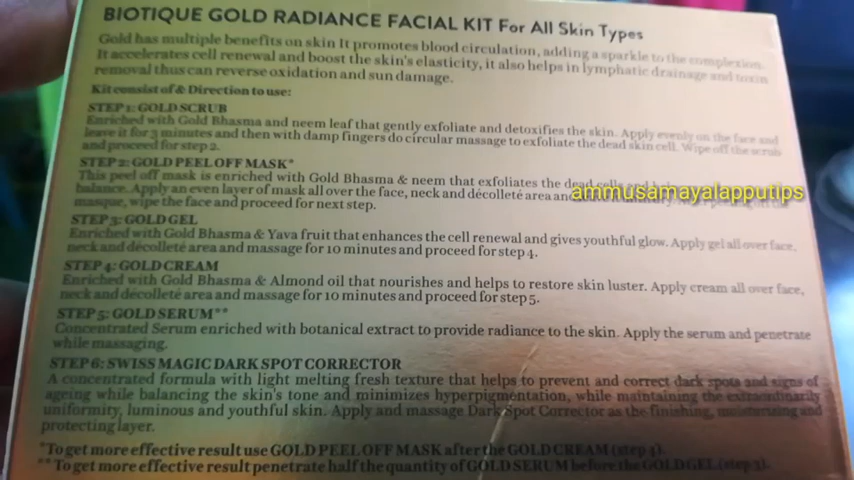 BIOTIQUE GOLD RADIANCE FACIAL KIT For All Skin Types
Gold has multiple benefits on skin It promotes blood circulation, adding a sparkle to the complexion.
It accelerates cell renewal and boost the skin's elasticity, it also helps in lymphatic drainage and toxin
removal thus can reverse oxidation and sun damage.
Kit consist of & Direction to use:
STEP 1: GOLD SCRUB
Enriched with Gold Bhasma and neem leaf that gently exfoliate and detoxifies the skin. Apply evenly on the face and
leave it for 3 minutes and then with damp fingers do circular massage to exfoliate the dead skin cell. Wipe off the scrub
and proceed for step 2.
STEP 2: GOLD PEEL OFF MASK*
This peel off mask is enriched with Gold Bhasma & neem that exfoliates the dead cells and
balance. Apply an even layer of mask all over the face, neck and décolleté area and
masque, wipe the face and proceed for next step.
ammusamayalapputips
STEP 3: GOLD GEL
Enriched with Gold Bhasma & Yava fruit that enhances the cell renewal and gives youthful glow. Apply gel all over face,
neck and décolleté area and massage for 10 minutes and proceed for step 4.
STEP 4: GOLD CREAM
Enriched with Gold Bhasma & Almond oil that nourishes and helps to restore skin luster. Apply cream all over face,
neck and décolleté area and massage for 10 minutes and proceed for step 5.
STEP 5: GOLD SERUM**
Concentrated Serum enriched with botanical extract to provide radiance to the skin. Apply the serum and penetrate
while massaging.
STEP 6: SWISS MAGIC DARK SPOT CORRECTOR
A concentrated formula with light melting fresh texture that helps to prevent and correct dark spots and signs of
ageing while balancing the skin's tone and minimizes hyperpigmentation, while maintaining the extraordinarily
uniformity, luminous and youthful skin. Apply and massage Dark Spot Corrector as the finishing, moisturizing and
protecting layer.
*To get more effective result use GOLD PEEL OFF MASK after the GOLD CREAM (step 4).
**To get more effective result penetrate half the quantity of GOLD SERUM before the GOLD GEL (step 3).